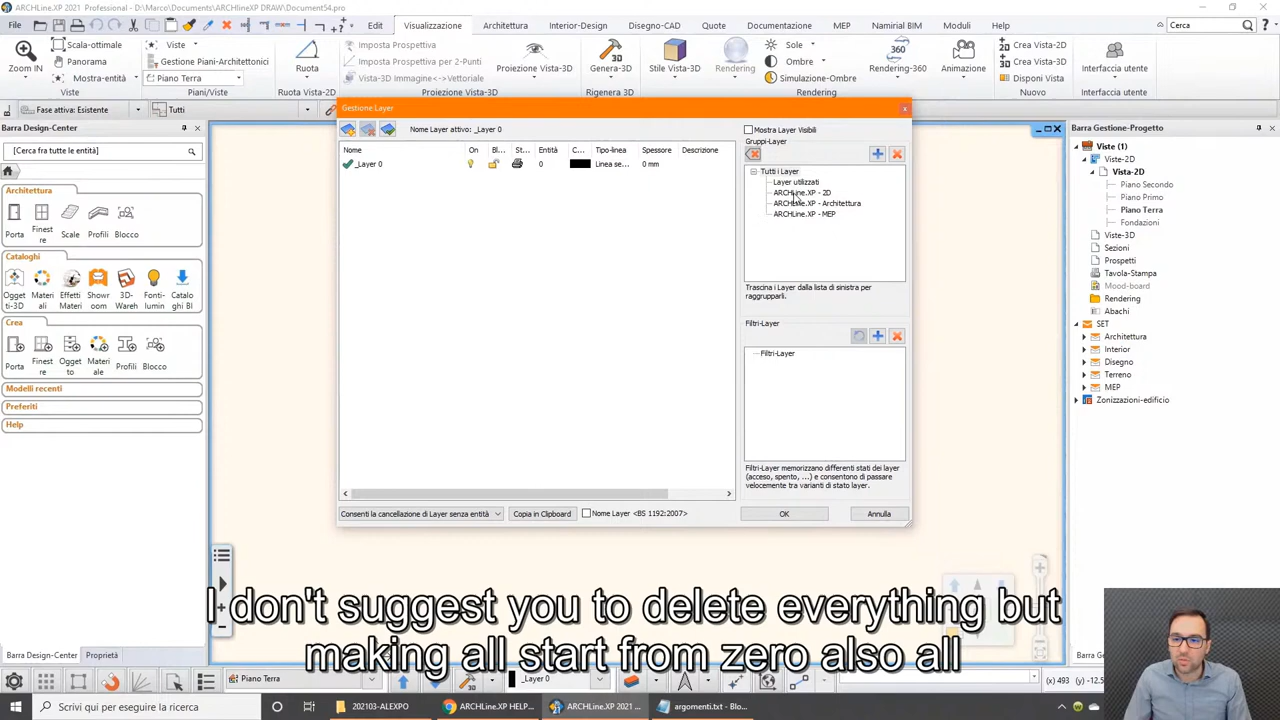 ARCHLine.XP 2021 Professional - D:\Marco\Documents\ARCHlineXP DRAW\Document54.pro
File Edit Visualizzazione Architettura Interior-Design Disegno-CAD Quote Documentazione MEP Namirial BIM Moduli Help Cerca
Zoom IN
Scala-ottimale
Panorama
Mostra-entità
Viste
Viste
Gestione Piani-Architettonici
Piano Terra
Piani/Viste
Ruota
Ruota Vista-2D
Imposta Prospettiva
Imposta Prospettiva per 2-Punti
Vista-3D Immagine<->Vettoriale
Proiezione Vista-3D
Proiezione Vista-3D
Genera-3D
Rigenera 3D
Stile Vista-3D
Rendering
Sole
Ombre
Simulazione-Ombre
Rendering-360
Rendering
Animazione
Crea Vista-2D
Crea Vista-3D
Disponi Vista
Nuovo
Interfaccia utente
Interfaccia utente
Fase attiva: Esistente
Tutti
Barra Design-Center
[Cerca fra tutte le entità]
Architettura
Porta Finestre Scale Profili Blocco
Cataloghi
Oggetti-3D Materiali Effetti Materi Showroom 3D-Wareh Fonti-lumin Cataloghi BI
Crea
Porta Finestre Oggetto Materiale Profili Blocco
Modelli recenti
Preferiti
Help
Barra Design-Center Proprietà
Gestione Layer
Nome Layer attivo: _Layer 0
Nome On Bl... St... Entità C... Tipo-linea Spessore Descrizione
_Layer 0 0 Linea se... 0 mm
Mostra Layer Visibili
Gruppi-Layer
Tutti i Layer
Layer utilizzati
ARCHLine.XP - 2D
ARCHLine.XP - Architettura
ARCHLine.XP - MEP
Trascina i Layer dalla lista di sinistra per
raggrupparli.
Filtri-Layer
Filtri-Layer
Filtri-Layer memorizzano differenti stati dei layer
(acceso, spento, ...) e consentono di passare
velocemente tra varianti di stato layer.
Consenti la cancellazione di Layer senza entità
Copia in Clipboard
Nome Layer <BS 1192:2007>
OK
Annulla
Barra Gestione-Progetto
Viste (1)
Viste-2D
Vista-2D
Piano Secondo
Piano Primo
Piano Terra
Fondazioni
Viste-3D
Sezioni
Prospetti
Tavola-Stampa
Mood-board
Rendering
Abachi
SET
Architettura
Interior
Disegno
Terreno
MEP
Zonizzazioni-edificio
I don't suggest you to delete everything but
making all start from zero also all
Piano Terra
_Layer 0
(x) 493
(y) -12.5
Scrivi qui per eseguire la ricerca
202103-ALEXPO
ARCHLine.XP HELP...
ARCHLine.XP 2021 ...
argomenti.txt - Blo...